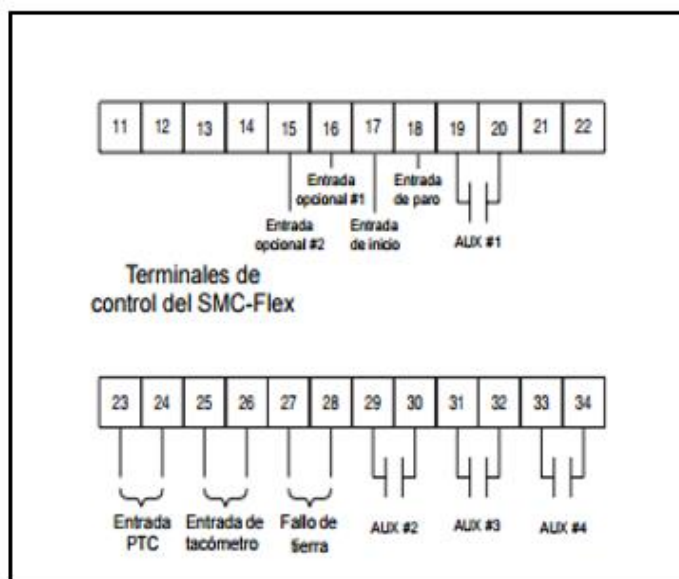 11 12 13 14 15 16 17 18 19 20 21 22
Entrada
opcional #1
Entrada
de paro
Entrada
opcional #2
Entrada
de inicio
AUX #1
Terminales de
control del SMC-Flex
23 24 25 26 27 28 29 30 31 32 33 34
Entrada
PTC
Entrada de
tacómetro
Fallo de
tierra
AUX #2
AUX #3
AUX #4